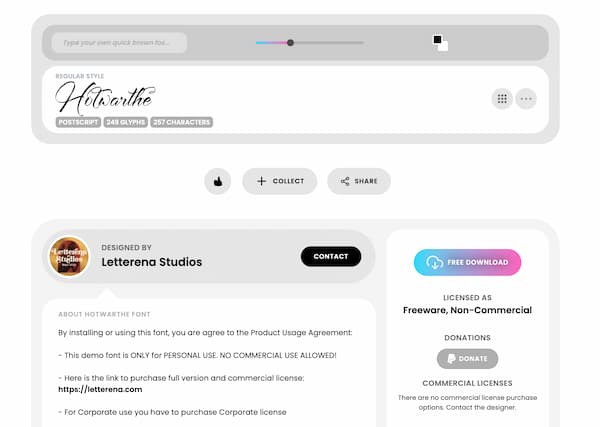 Type your own quick brown fox...
REGULAR STYLE
Hotwarthe
POSTSCRIPT 249 GLYPHS 257 CHARACTERS
COLLECT
SHARE
Letterena
Studios
DESIGNED BY
Letterena Studios
CONTACT
ABOUT HOTWARTHE FONT
By installing or using this font, you are agree to the Product Usage Agreement:
- This demo font is ONLY for PERSONAL USE. NO COMMERCIAL USE ALLOWED!
- Here is the link to purchase full version and commercial license:
https://letterena.com
- For Corporate use you have to purchase Corporate license
FREE DOWNLOAD
LICENSED AS
Freeware, Non-Commercial
DONATIONS
DONATE
COMMERCIAL LICENSES
There are no commercial license purchase
options. Contact the designer.